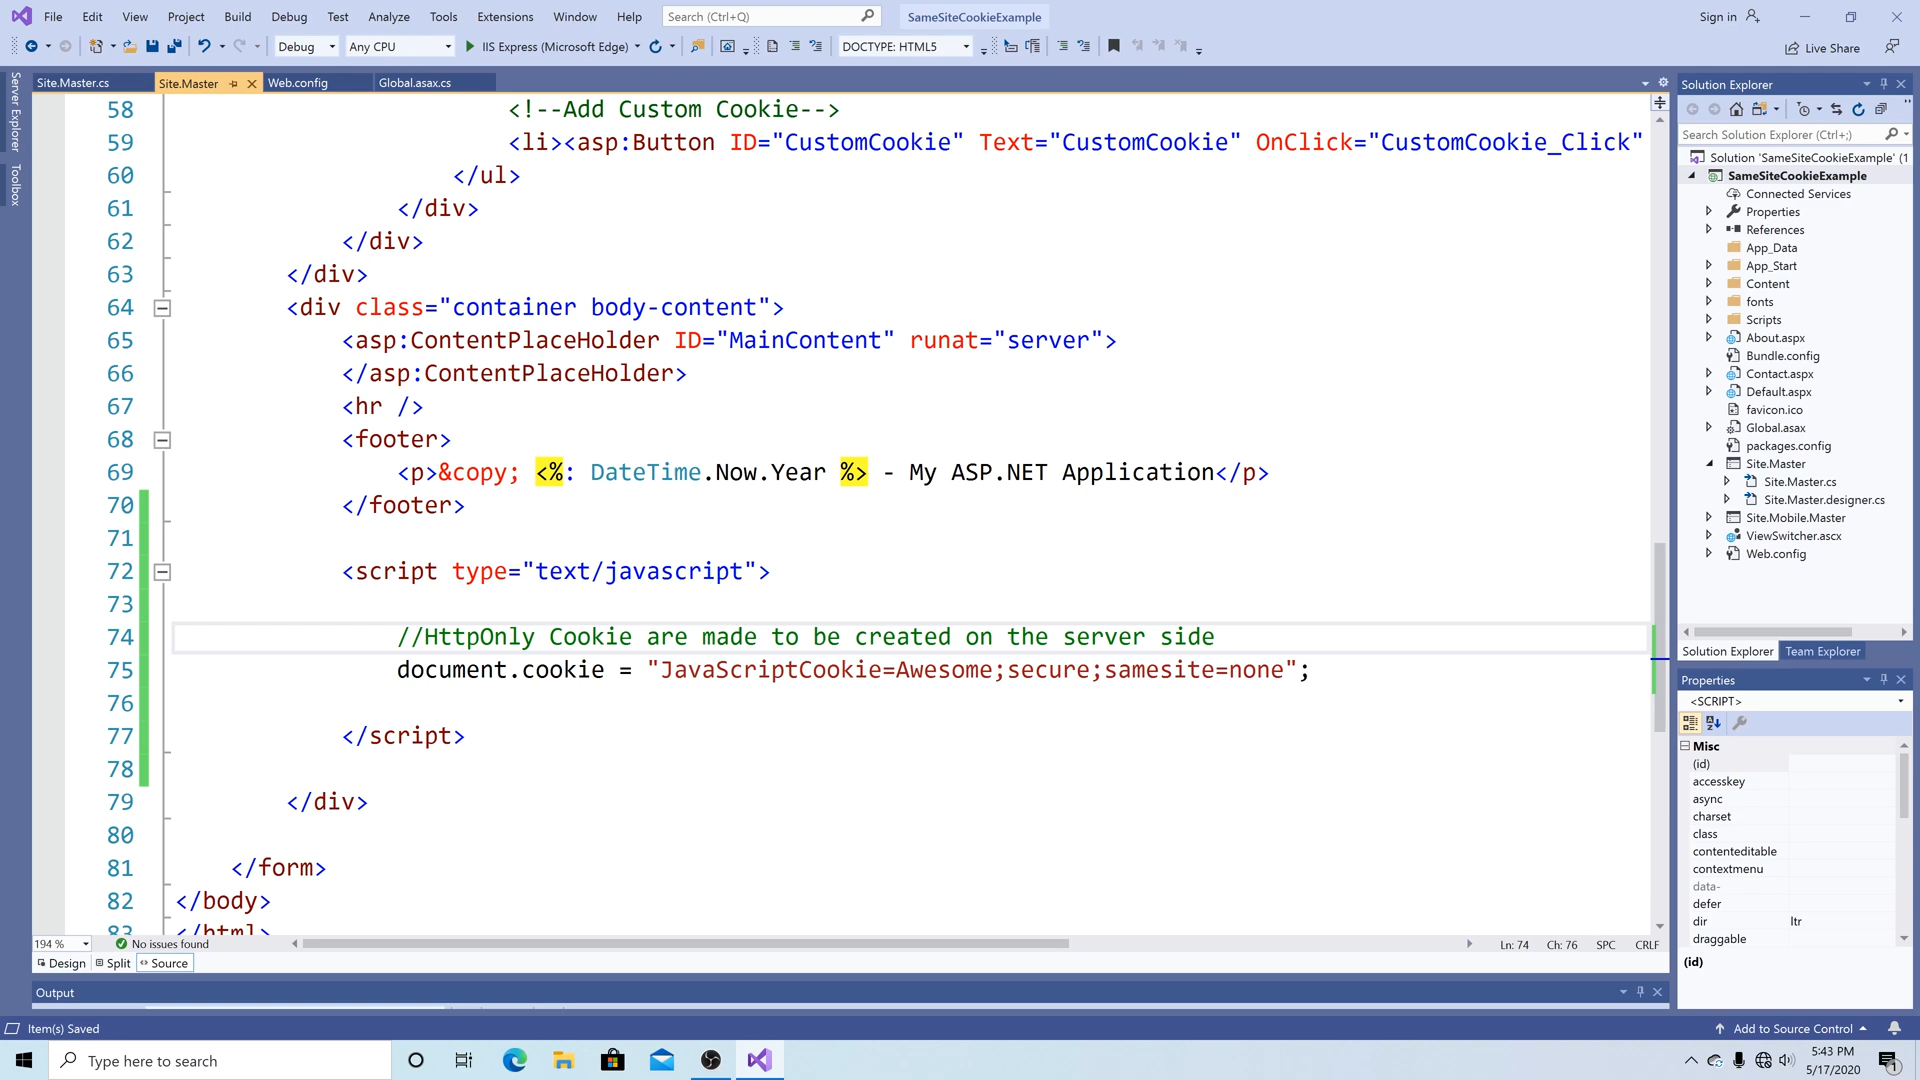 File Edit View Project Build Debug Test Analyze Tools Extensions Window Help Search (Ctrl+Q) SameSiteCookieExample Sign in
Debug Any CPU IIS Express (Microsoft Edge) DOCTYPE: HTML5 Live Share
Server Explorer
Toolbox
Site.Master.cs Site.Master Web.config Global.asax.cs
58 <!--Add Custom Cookie-->
59 <li><asp:Button ID="CustomCookie" Text="CustomCookie" OnClick="CustomCookie_Click"
60 </ul>
61 </div>
62 </div>
63 </div>
64 <div class="container body-content">
65 <asp:ContentPlaceHolder ID="MainContent" runat="server">
66 </asp:ContentPlaceHolder>
67 <hr />
68 <footer>
69 <p>&copy; <%: DateTime.Now.Year %> - My ASP.NET Application</p>
70 </footer>
71
72 <script type="text/javascript">
73
74 //HttpOnly Cookie are made to be created on the server side
75 document.cookie = "JavaScriptCookie=Awesome;secure;samesite=none";
76
77 </script>
78
79 </div>
80
81 </form>
82 </body>
83 </html>
194 % No issues found Ln: 74 Ch: 76 SPC CRLF
Design Split Source
Output
Solution Explorer
Search Solution Explorer (Ctrl+;)
Solution 'SameSiteCookieExample' (1
SameSiteCookieExample
Connected Services
Properties
References
App_Data
App_Start
Content
fonts
Scripts
About.aspx
Bundle.config
Contact.aspx
Default.aspx
favicon.ico
Global.asax
packages.config
Site.Master
Site.Master.cs
Site.Master.designer.cs
Site.Mobile.Master
ViewSwitcher.ascx
Web.config
Solution Explorer Team Explorer
Properties
<SCRIPT>
Misc
(id)
accesskey
async
charset
class
contenteditable
contextmenu
data-
defer
dir ltr
draggable
(id)
Item(s) Saved Add to Source Control
Type here to search
5:43 PM
5/17/2020
1